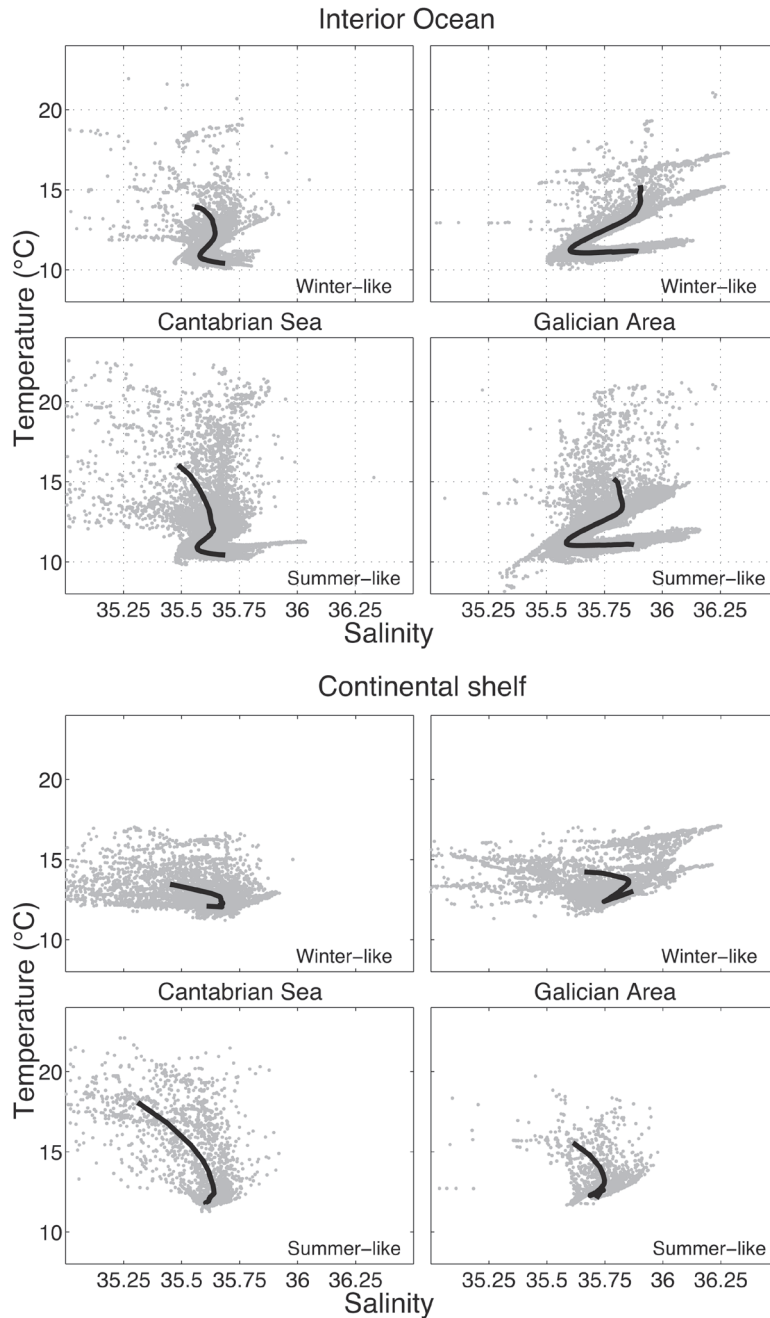 Interior Ocean
20
15
10
Winter-like
Winter-like
Temperature (°C)
Cantabrian Sea
Galician Area
20
15
10
Summer-like
Summer-like
35.25 35.5 35.75 36 36.25
35.25 35.5 35.75 36 36.25
Salinity
Continental shelf
20
15
10
Winter-like
Winter-like
Temperature (°C)
Cantabrian Sea
Galician Area
20
15
10
Summer-like
Summer-like
35.25 35.5 35.75 36 36.25
35.25 35.5 35.75 36 36.25
Salinity